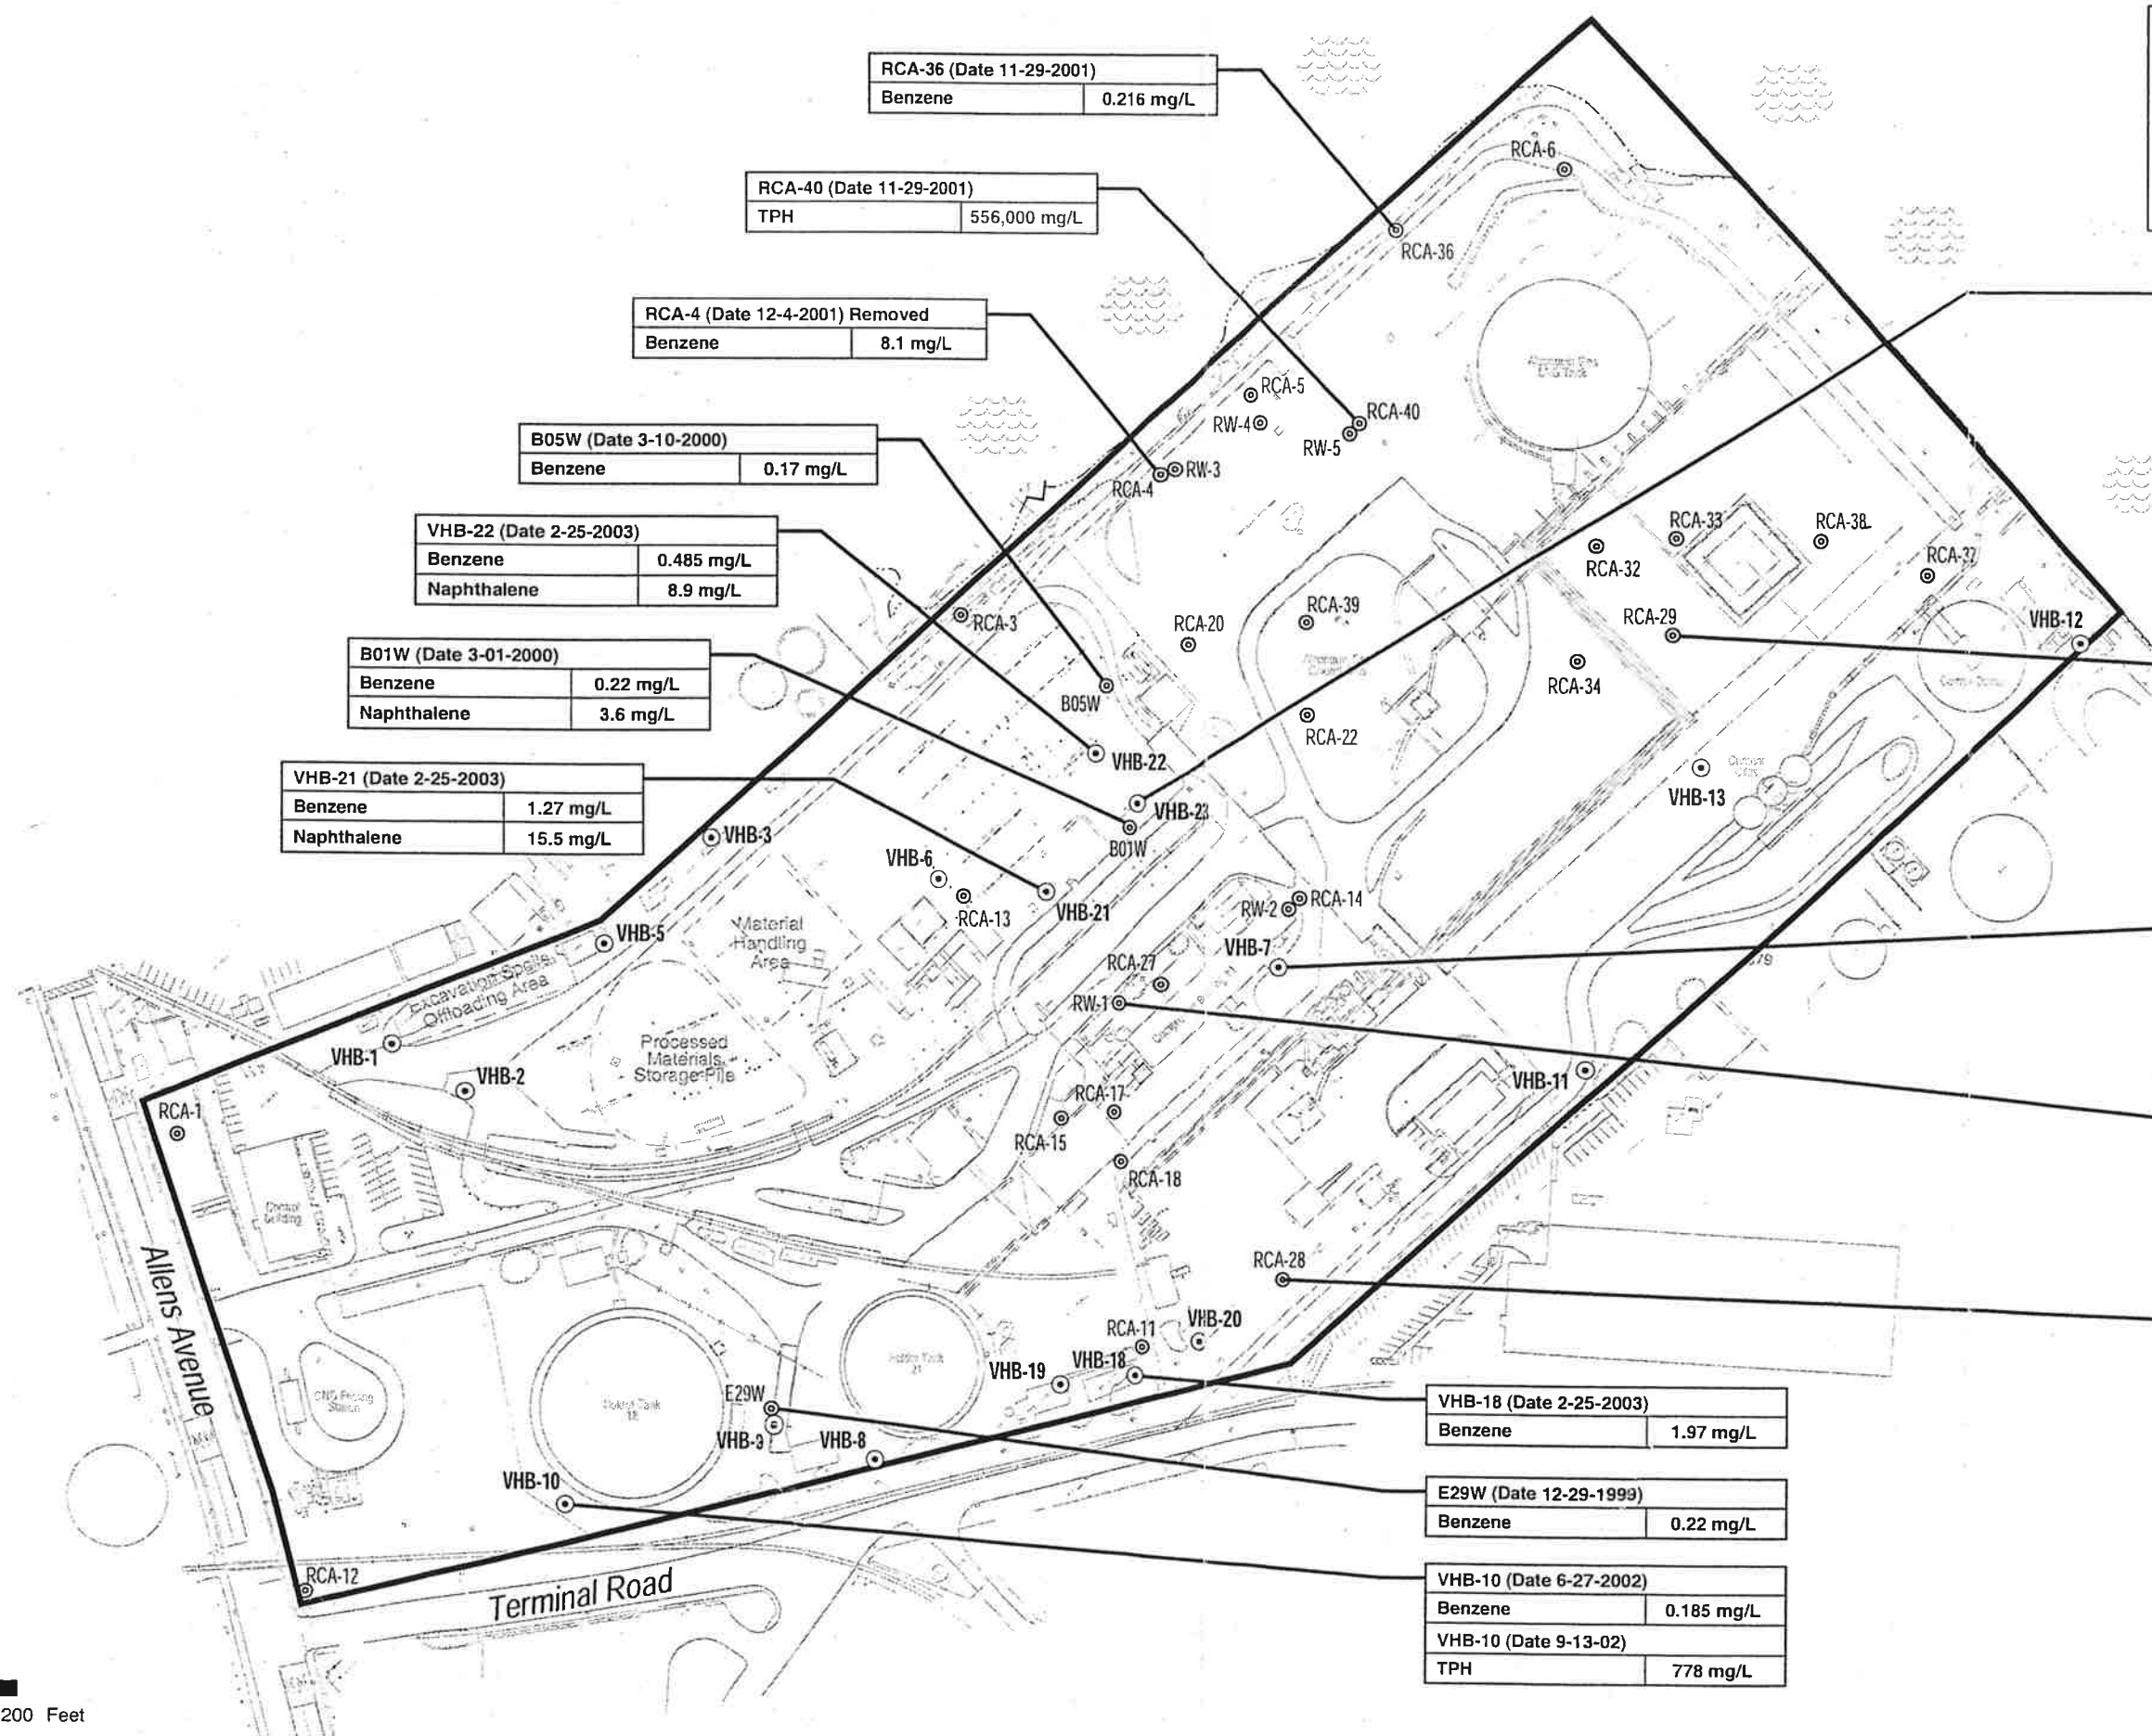 RCA-36 (Date 11-29-2001)
Benzene 0.216 mg/L
RCA-40 (Date 11-29-2001)
TPH 556,000 mg/L
RCA-4 (Date 12-4-2001) Removed
Benzene 8.1 mg/L
B05W (Date 3-10-2000)
Benzene 0.17 mg/L
VHB-22 (Date 2-25-2003)
Benzene 0.485 mg/L
Naphthalene 8.9 mg/L
B01W (Date 3-01-2000)
Benzene 0.22 mg/L
Naphthalene 3.6 mg/L
VHB-21 (Date 2-25-2003)
Benzene 1.27 mg/L
Naphthalene 15.5 mg/L
RCA-6
RCA-36
RCA-5
RW-4
RCA-40
RW-5
RW-3
RCA-4
RCA-33
RCA-38
RCA-32
RCA-37
RCA-39
RCA-29
VHB-12
RCA-3
RCA-20
RCA-34
B05W
RCA-22
VHB-22
VHB-13
VHB-23
B01W
VHB-3
VHB-6
RCA-13
VHB-21
RW-2
RCA-14
VHB-5
Material
Handling
Area
VHB-7
RCA-27
RW-1
Excavation Spoils
Offloading Area
VHB-1
VHB-2
Processed
Materials
Storage Pile
VHB-11
RCA-1
RCA-17
RCA-15
RCA-18
Control
Building
Allens Avenue
RCA-28
VHB-20
RCA-11
VHB-18
VHB-19
Holder Tank
21
CNG Fueling
Station
Holder Tank
18
E29W
VHB-9
VHB-8
VHB-10
RCA-12
Terminal Road
VHB-18 (Date 2-25-2003)
Benzene 1.97 mg/L
E29W (Date 12-29-1999)
Benzene 0.22 mg/L
VHB-10 (Date 6-27-2002)
Benzene 0.185 mg/L
VHB-10 (Date 9-13-02)
TPH 778 mg/L
200 Feet